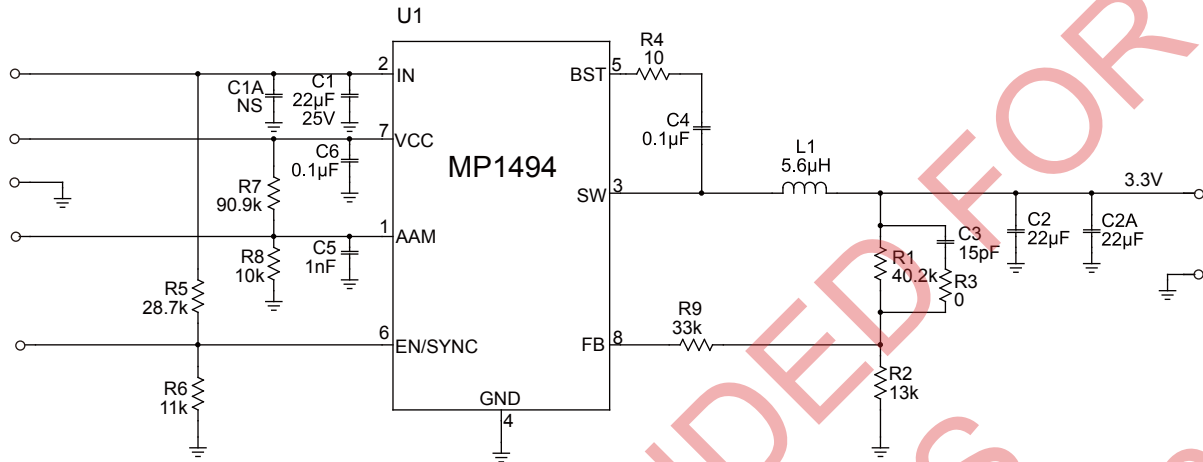 U1
MP1494
2
IN
7
VCC
1
AAM
6
EN/SYNC
GND
4
5
BST
3
SW
8
FB
C1A
NS
C1
22µF
25V
C6
0.1µF
R7
90.9k
R8
10k
C5
1nF
R5
28.7k
R6
11k
R4
10
C4
0.1µF
L1
5.6µH
3.3V
C2
22µF
C2A
22µF
C3
15pF
R1
40.2k
R3
0
R9
33k
R2
13k
NDED FOR